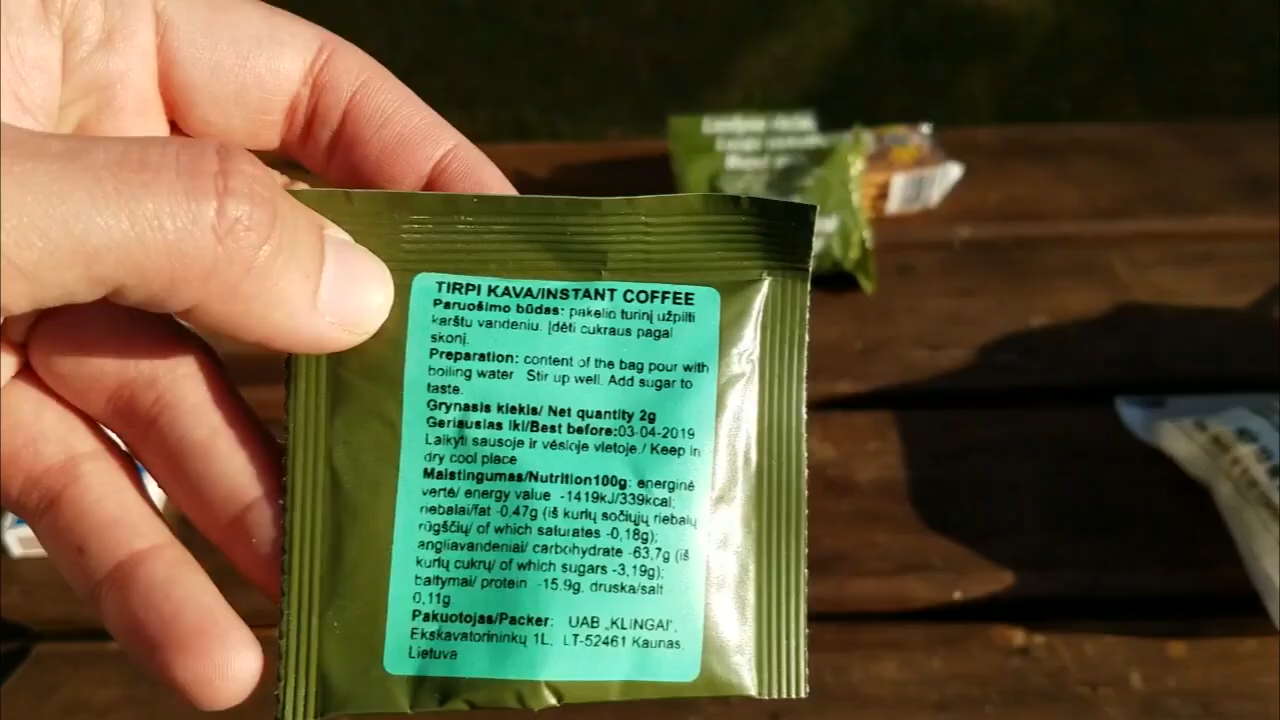 TIRPI KAVA/INSTANT COFFEE
Paruošimo būdas: pakelio turinį užpilti
karštu vandeniu. Įdėti cukraus pagal
skonį.
Preparation: content of the bag pour with
boiling water Stir up well. Add sugar to
taste.
Grynasis kiekis/ Net quantity 2g
Geriausias iki/Best before:03-04-2019
Laikyti sausoje ir vėsioje vietoje./ Keep in
dry cool place
Maistingumas/Nutrition100g: energinė
vertė/ energy value -1419kJ/339kcal;
riebalai/fat -0,47g (iš kurių sočiųjų riebalų
rūgščių/ of which saturates -0,18g);
angliavandeniai/ carbohydrate -63,7g (iš
kurių cukrų/ of which sugars -3,19g);
baltymai/ protein -15,9g, druska/salt
0,11g
Pakuotojas/Packer: UAB „KLINGAI",
Ekskavatorininkų 1L, LT-52461 Kaunas,
Lietuva